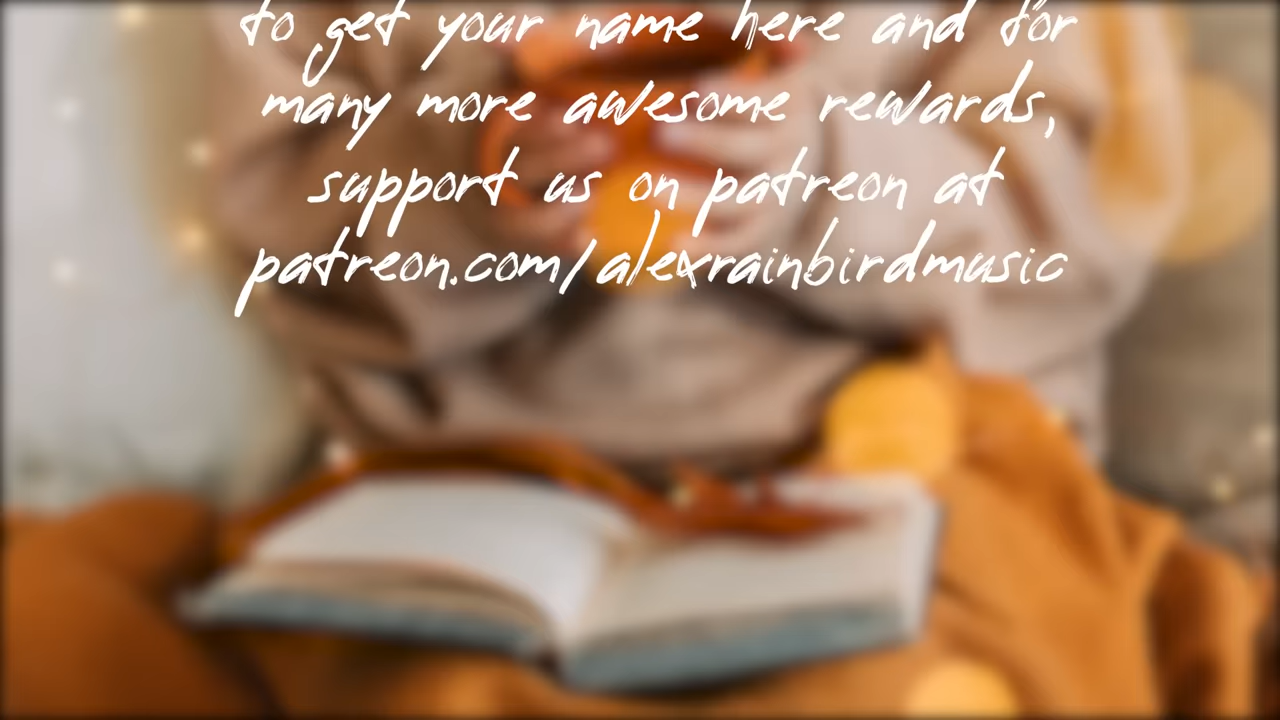 to get your name here and for
many more awesome rewards,
support us on patreon at
patreon.com/alexrainbirdmusic